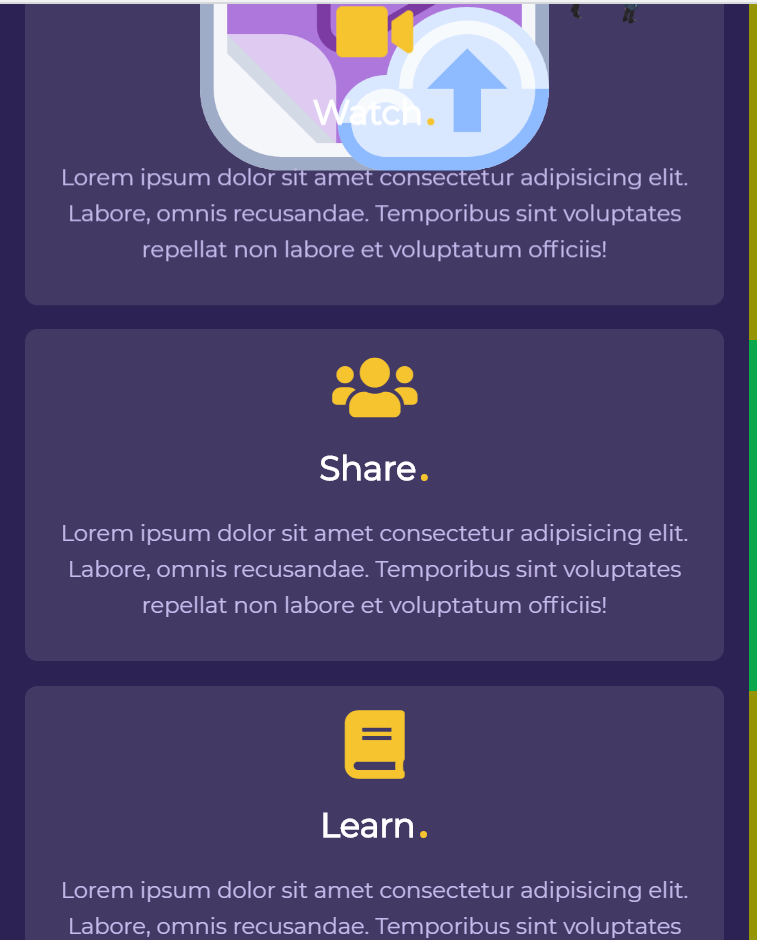 Watch.
Lorem ipsum dolor sit amet consectetur adipisicing elit.
Labore, omnis recusandae. Temporibus sint voluptates
repellat non labore et voluptatum officiis!
Share.
Lorem ipsum dolor sit amet consectetur adipisicing elit.
Labore, omnis recusandae. Temporibus sint voluptates
repellat non labore et voluptatum officiis!
Learn.
Lorem ipsum dolor sit amet consectetur adipisicing elit.
Labore, omnis recusandae. Temporibus sint voluptates